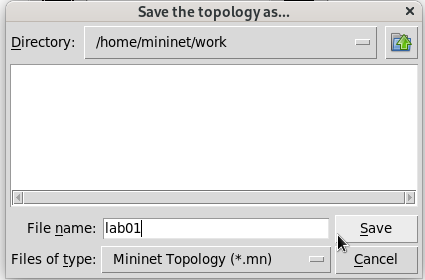 Save the topology as...
Directory: /home/mininet/work
File name: lab01 Save
Files of type: Mininet Topology (*.mn) Cancel